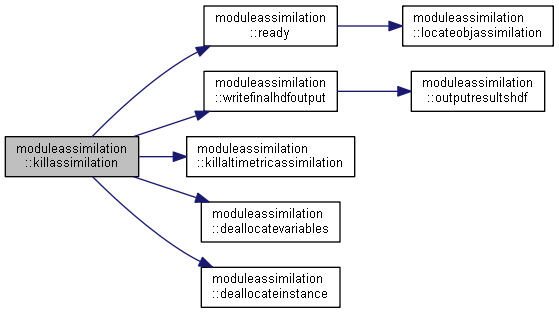 moduleassimilation
::killassimilation
moduleassimilation
::ready
moduleassimilation
::locateobjassimilation
moduleassimilation
::writefinalhdfoutput
moduleassimilation
::outputresultshdf
moduleassimilation
::killaltimetricassimilation
moduleassimilation
::deallocatevariables
moduleassimilation
::deallocateinstance